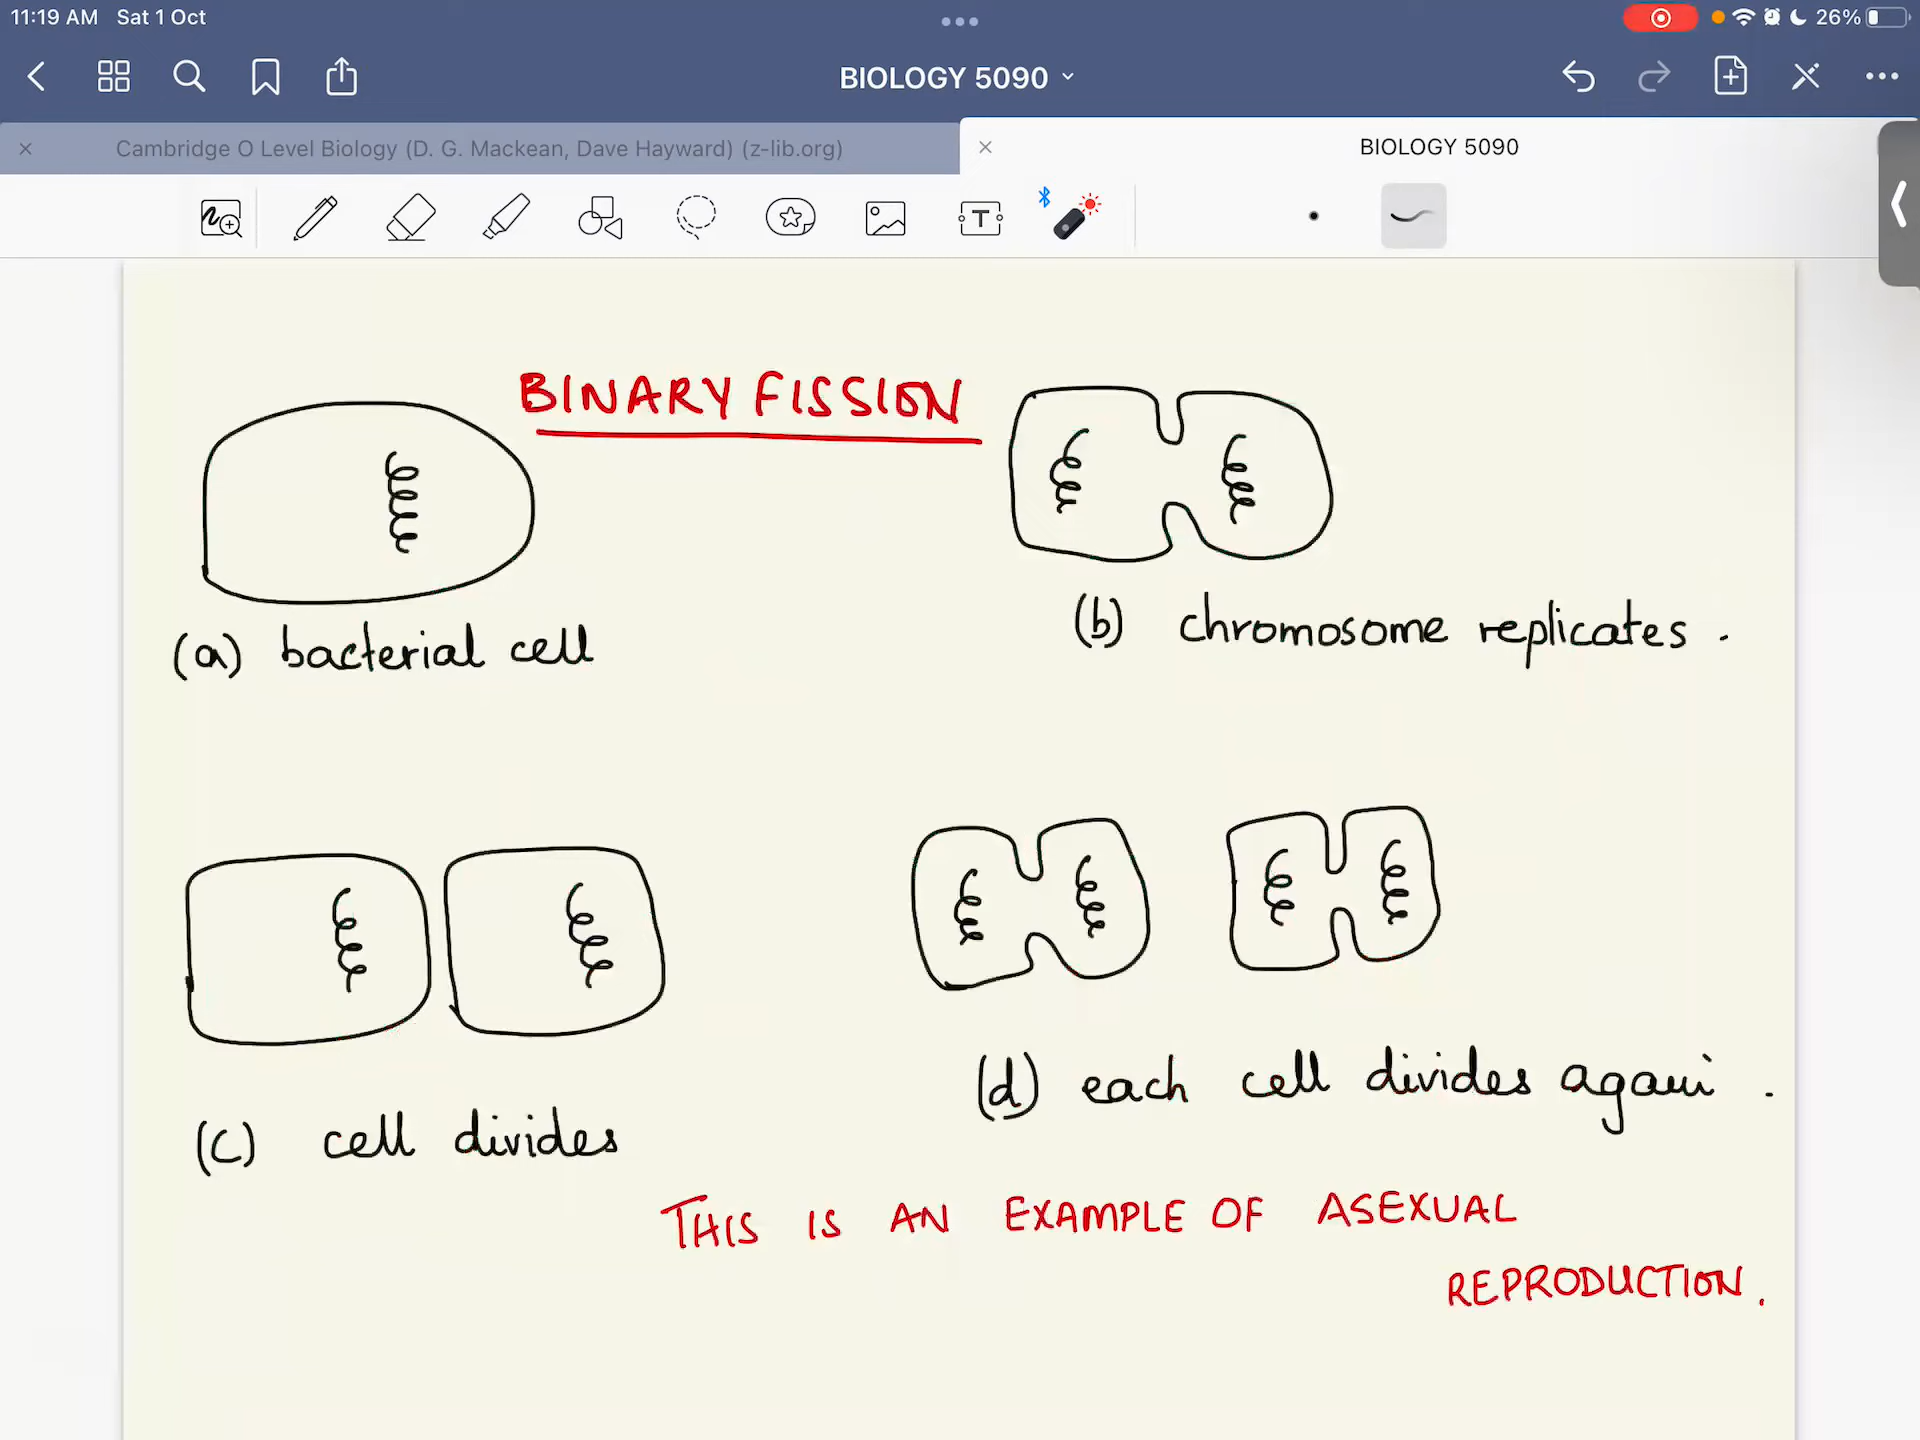 11:19 AM Sat 1 Oct
26%
BIOLOGY 5090
Cambridge O Level Biology (D. G. Mackean, Dave Hayward) (z-lib.org)
BIOLOGY 5090
T
BINARY FISSION
(a) bacterial cell
(b) chromosome replicates.
(c) cell divides
(d) each cell divides again.
THIS IS AN EXAMPLE OF ASEXUAL
REPRODUCTION.